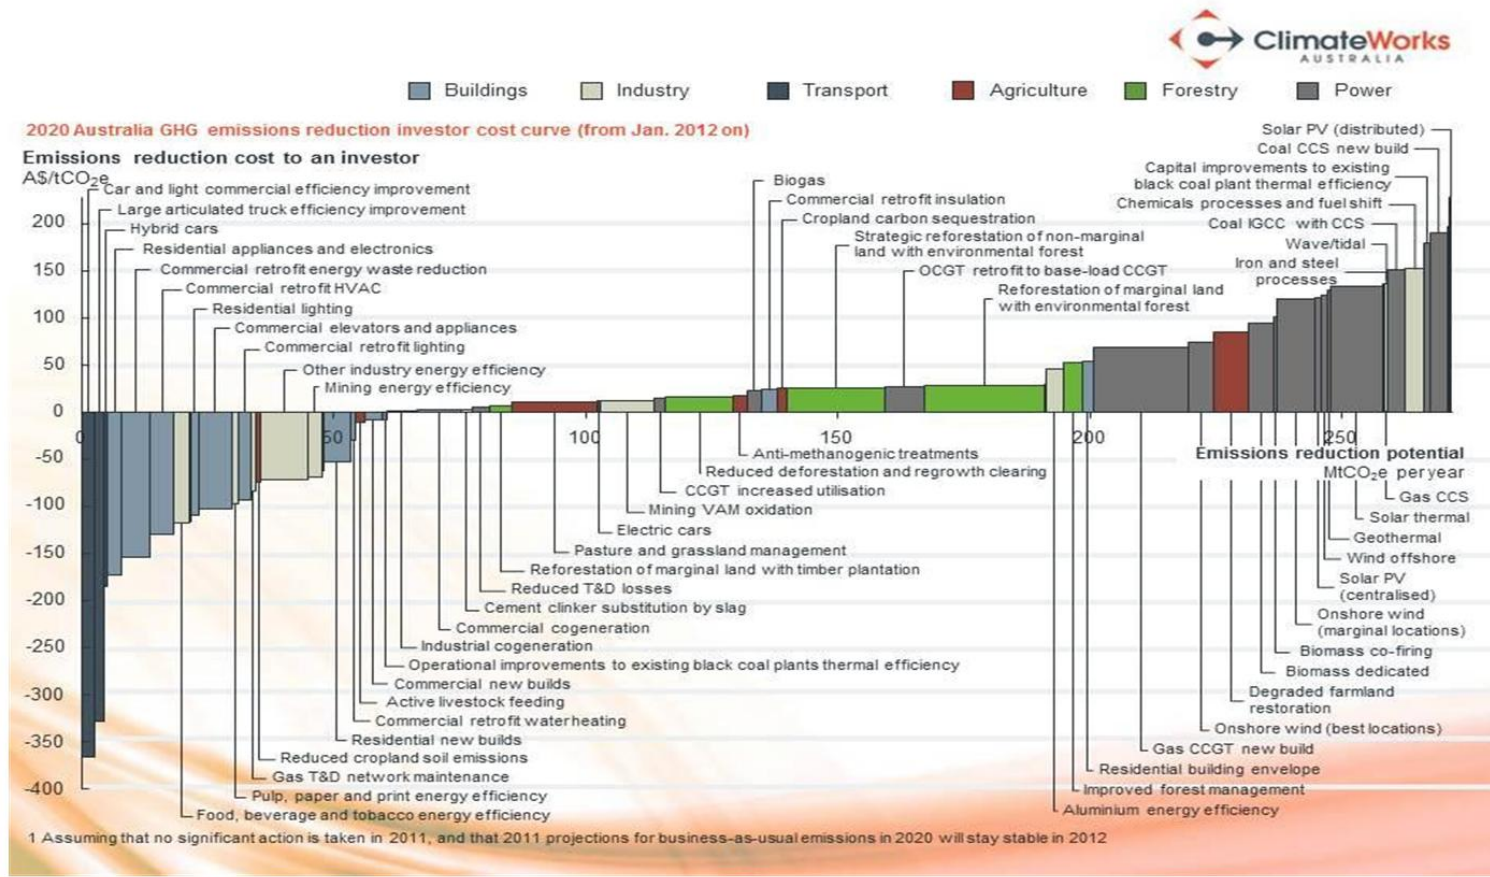 ClimateWorks
AUSTRALIA
Buildings
Industry
Transport
Agriculture
Forestry
Power
2020 Australia GHG emissions reduction investor cost curve (from Jan. 2012 on)
Emissions reduction cost to an investor
A$/tCO2e
200
150
100
50
0
-50
-100
-150
-200
-250
-300
-350
-400
Car and light commercial efficiency improvement
Large articulated truck efficiency improvement
Hybrid cars
Residential appliances and electronics
Commercial retrofit energy waste reduction
Commercial retrofit HVAC
Residential lighting
Commercial elevators and appliances
Commercial retrofit lighting
Other industry energy efficiency
Mining energy efficiency
Biogas
Commercial retrofit insulation
Cropland carbon sequestration
Strategic reforestation of non-marginal
land with environmental forest
OCGT retrofit to base-load CCGT
Reforestation of marginal land
with environmental forest
Solar PV (distributed)
Coal CCS new build
Capital improvements to existing
black coal plant thermal efficiency
Chemicals processes and fuel shift
Coal IGCC with CCS
Wave/tidal
Iron and steel
processes
0
50
100
150
200
250
Emissions reduction potential
MtCO2e per year
Anti-methanogenic treatments
Reduced deforestation and regrowth clearing
CCGT increased utilisation
Mining VAM oxidation
Electric cars
Pasture and grassland management
Reforestation of marginal land with timber plantation
Reduced T&D losses
Cement clinker substitution by slag
Commercial cogeneration
Industrial cogeneration
Operational improvements to existing black coal plants thermal efficiency
Commercial new builds
Active livestock feeding
Commercial retrofit waterheating
Residential new builds
Reduced cropland soil emissions
Gas T&D network maintenance
Pulp, paper and print energy efficiency
Food, beverage and tobacco energy efficiency
Gas CCS
Solar thermal
Geothermal
Wind offshore
Solar PV
(centralised)
Onshore wind
(marginal locations)
Biomass co-firing
Biomass dedicated
Degraded farmland
restoration
Onshore wind (best locations)
Gas CCGT new build
Residential building envelope
Improved forest management
Aluminium energy efficiency
1 Assuming that no significant action is taken in 2011, and that 2011 projections for business-as-usual emissions in 2020 will stay stable in 2012